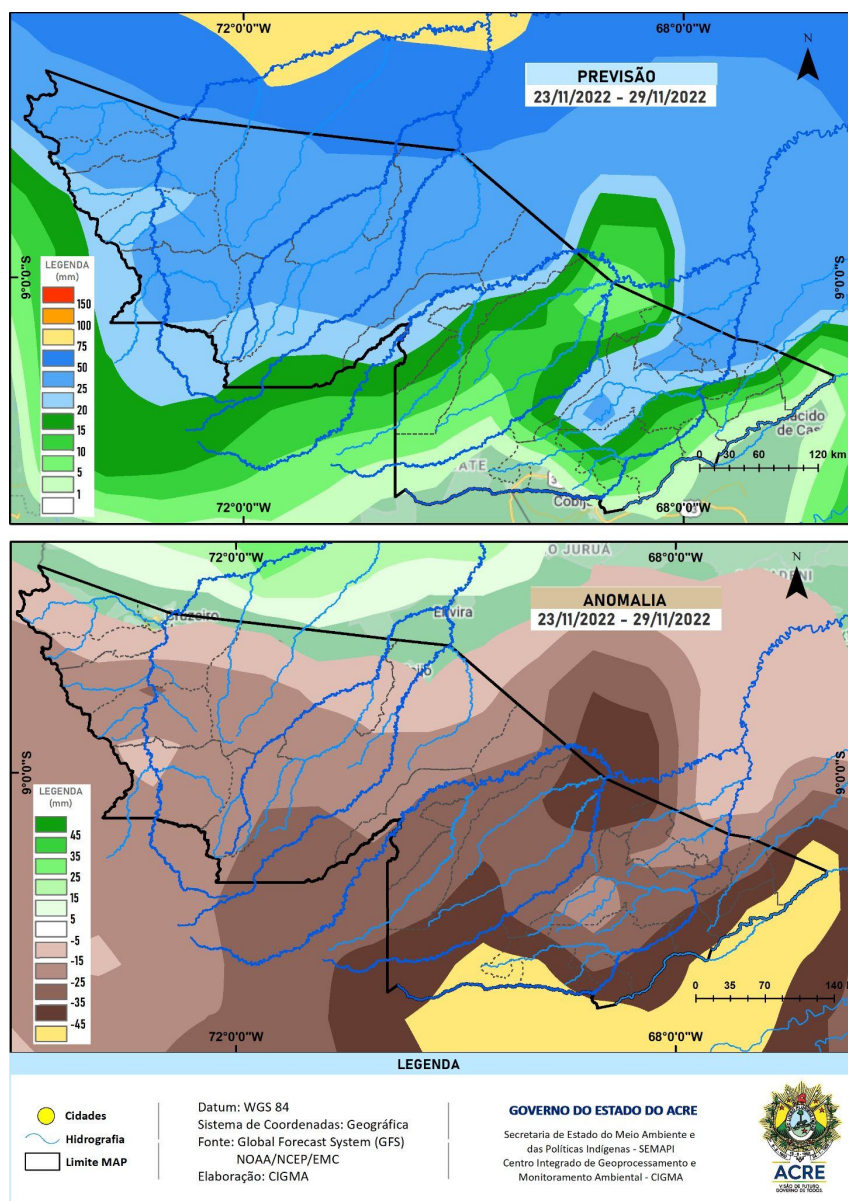 72°0'0"W
68°0'0"W
N
PREVISÃO
23/11/2022 - 29/11/2022
9°0'0"S
9°0'0"S
LEGENDA
(mm)
150
100
75
50
25
20
15
10
5
1
de Cas
0 30 60 120 km
Cobij
72°0'0"W
68°0'0"W
72°0'0"W
68°0'0"W
O JURUÁ
N
ANOMALIA
23/11/2022 - 29/11/2022
Cruzeiro
Envira
9°0'0"S
9°0'0"S
LEGENDA
(mm)
45
35
25
15
5
-5
-15
-25
-35
-45
0 35 70 140
72°0'0"W
68°0'0"W
LEGENDA
Cidades
Hidrografia
Limite MAP
Datum: WGS 84
Sistema de Coordenadas: Geográfica
Fonte: Global Forecast System (GFS)
NOAA/NCEP/EMC
Elaboração: CIGMA
GOVERNO DO ESTADO DO ACRE
Secretaria de Estado do Meio Ambiente e
das Políticas Indígenas - SEMAPI
Centro Integrado de Geoprocessamento e
Monitoramento Ambiental - CIGMA
ACRE